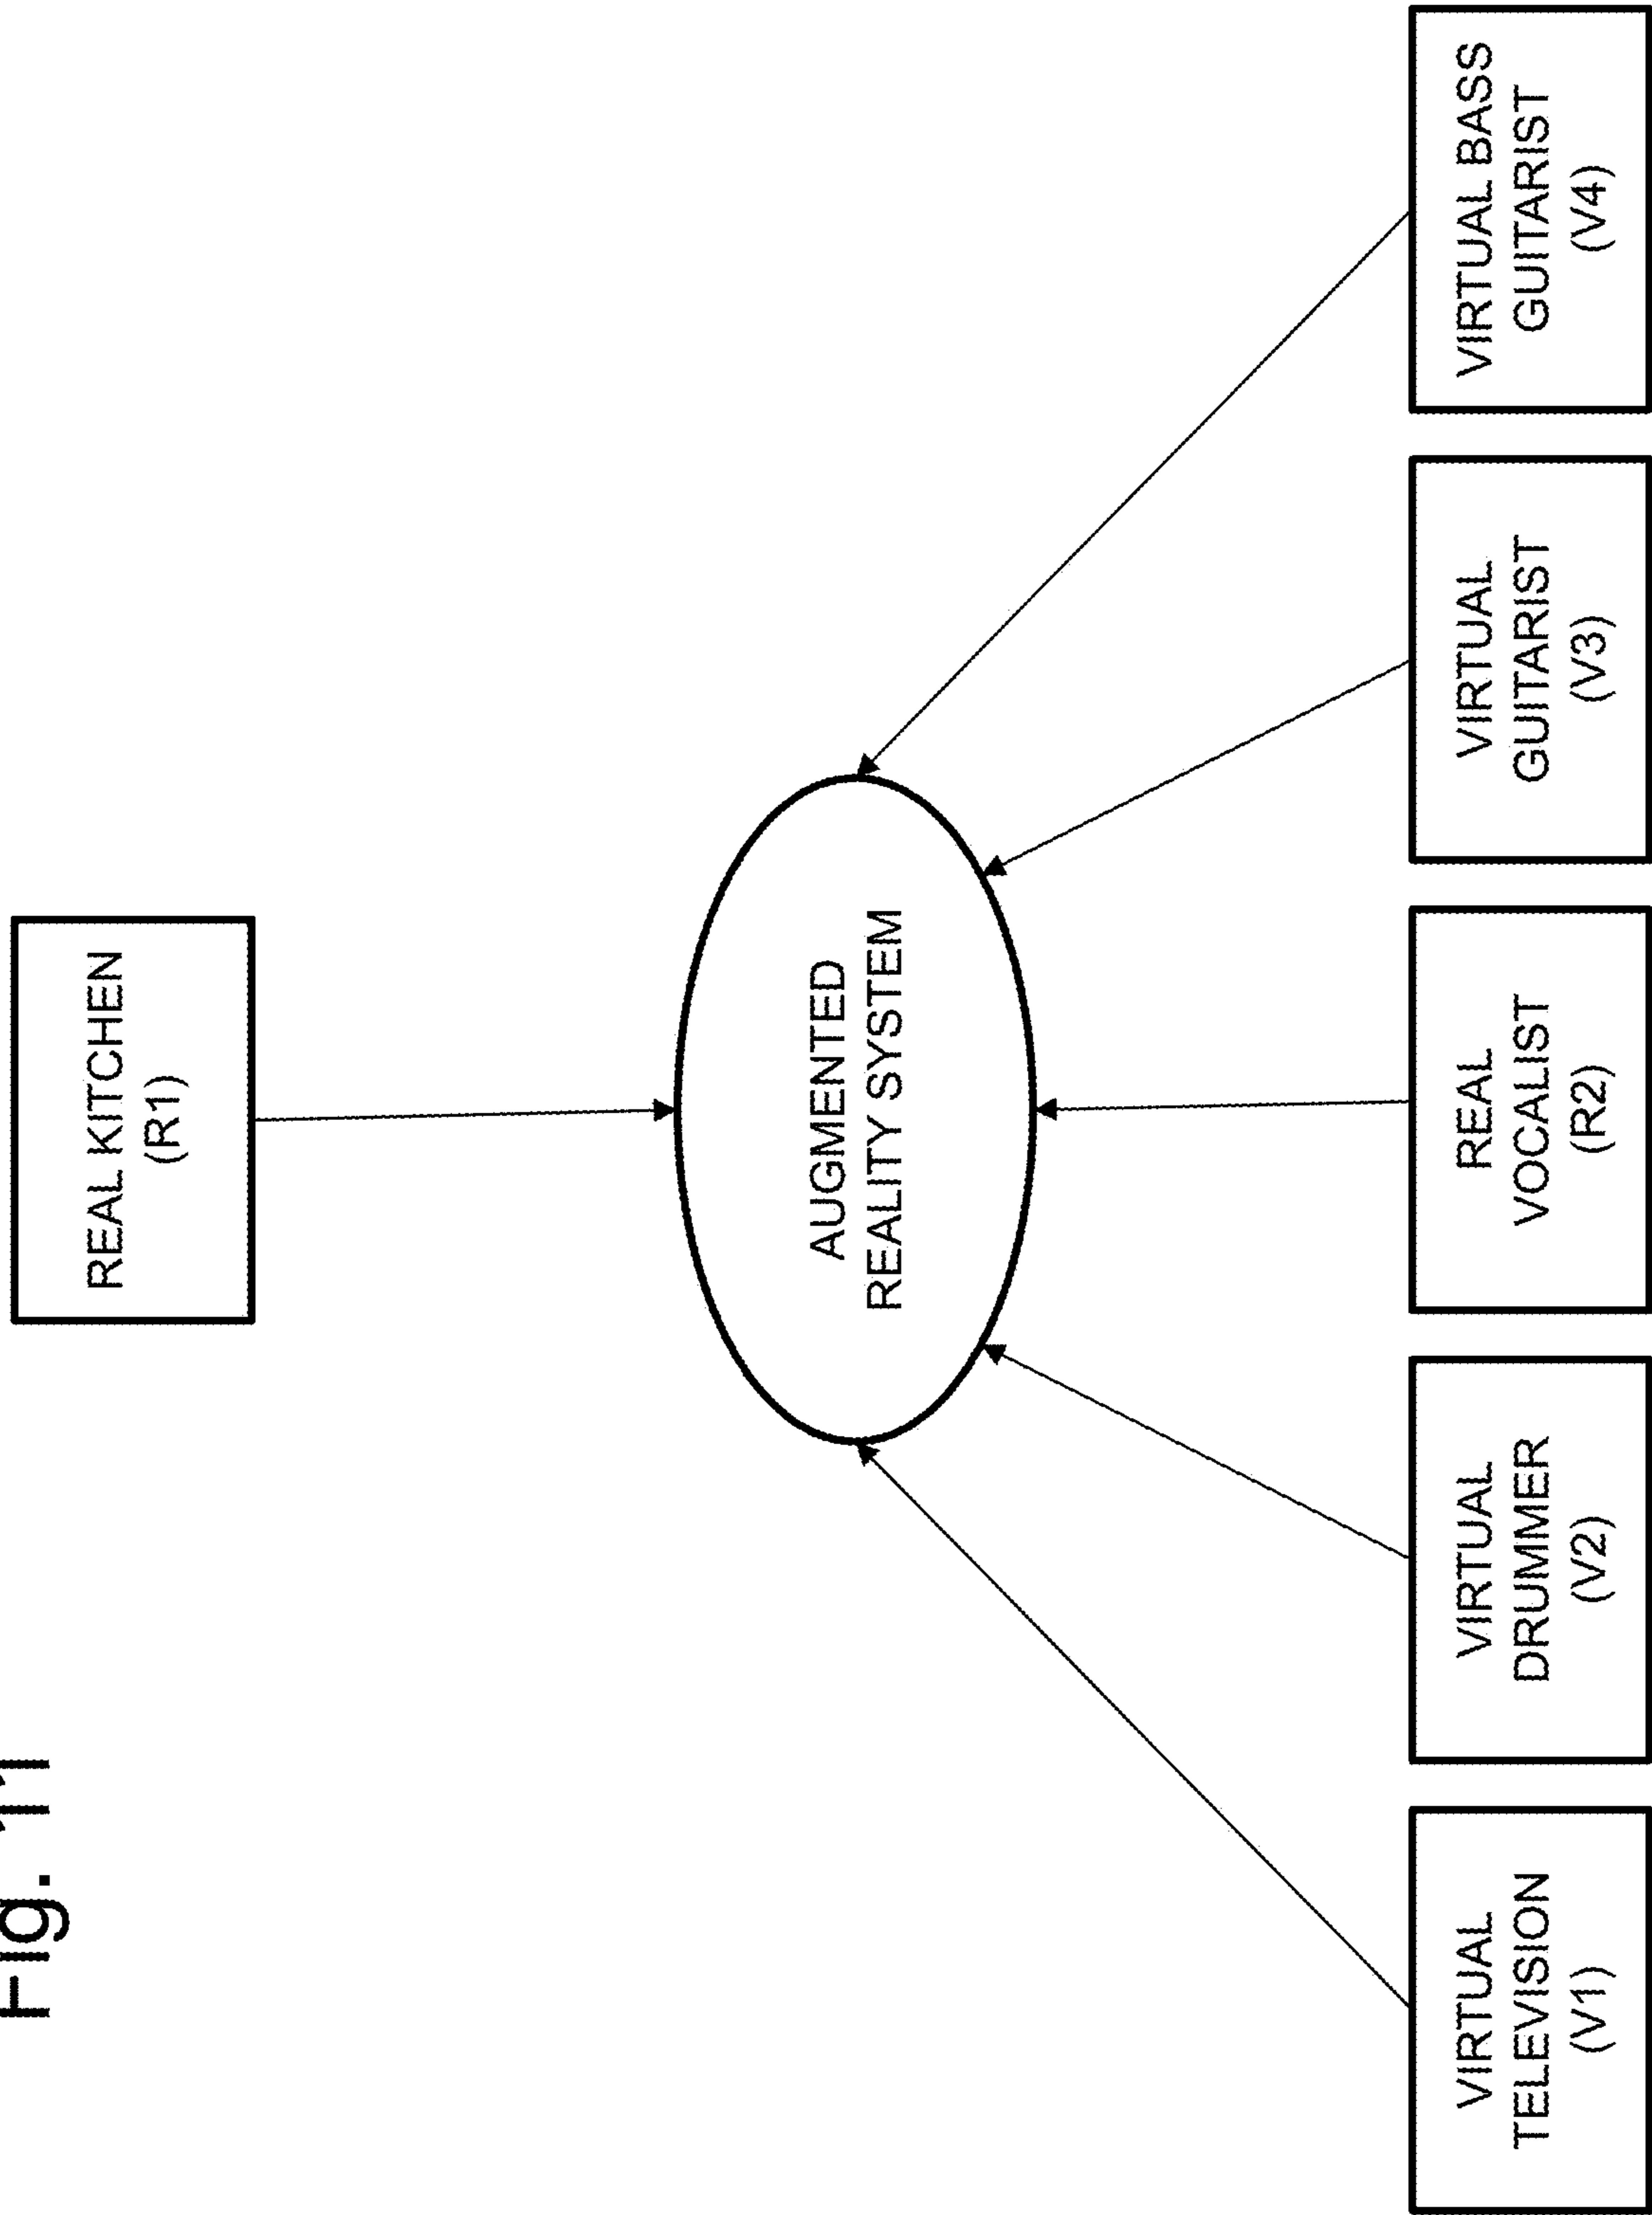 Fig. 11
REAL KITCHEN
(R1)
AUGMENTED
REALITY SYSTEM
VIRTUAL
TELEVISION
(V1)
VIRTUAL
DRUMMER
(V2)
REAL
VOCALIST
(R2)
VIRTUAL
GUITARIST
(V3)
VIRTUAL BASS
GUITARIST
(V4)